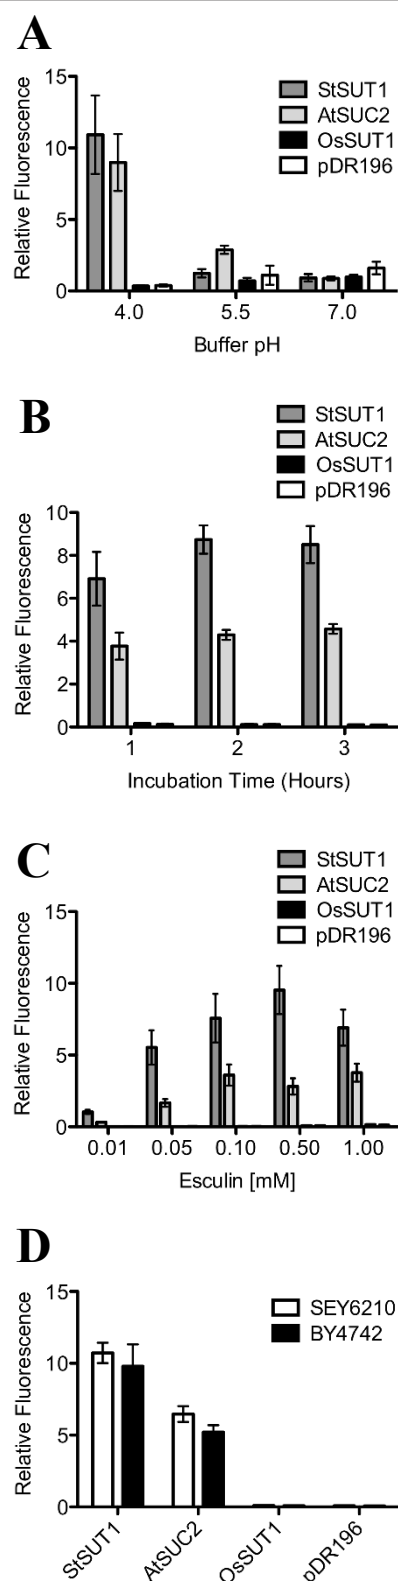 A
15
10
5
0
Relative Fluorescence
StSUT1
AtSUC2
OsSUT1
pDR196
4.0 5.5 7.0
Buffer pH
B
StSUT1
AtSUC2
OsSUT1
pDR196
10
8
6
4
2
0
Relative Fluorescence
1 2 3
Incubation Time (Hours)
C
StSUT1
AtSUC2
OsSUT1
pDR196
15
10
5
0
Relative Fluorescence
0.01 0.05 0.10 0.50 1.00
Esculin [mM]
D
15
10
5
0
Relative Fluorescence
SEY6210
BY4742
StSUT1 AtSUC2 OsSUT1 pDR196